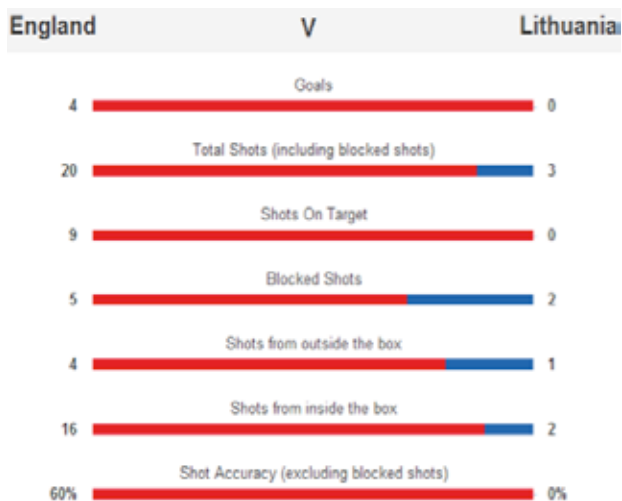 England V Lithuania
Goals
4 0
Total Shots (including blocked shots)
20 3
Shots On Target
9 0
Blocked Shots
5 2
Shots from outside the box
4 1
Shots from inside the box
16 2
Shot Accuracy (excluding blocked shots)
60% 0%